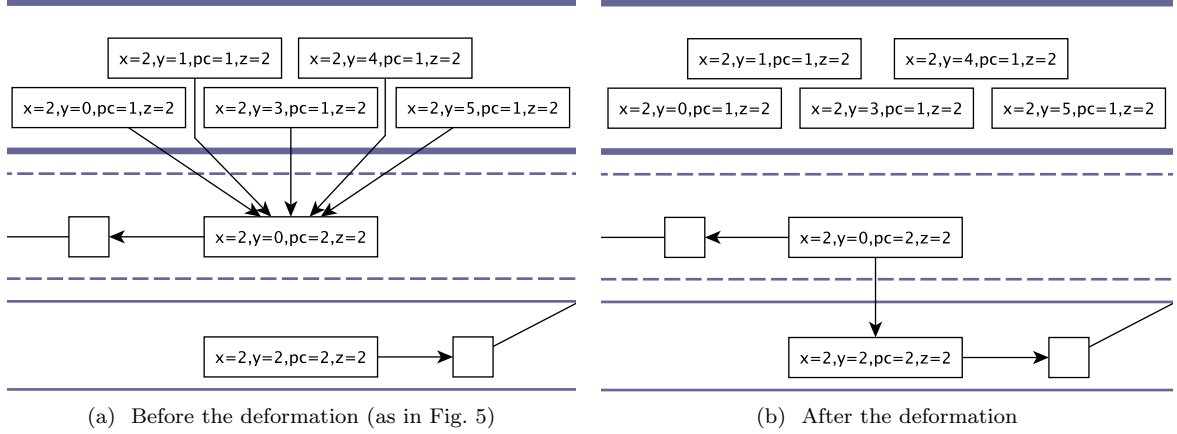 x=2,y=1,pc=1,z=2 x=2,y=4,pc=1,z=2
x=2,y=0,pc=1,z=2 x=2,y=3,pc=1,z=2 x=2,y=5,pc=1,z=2
x=2,y=0,pc=2,z=2
x=2,y=2,pc=2,z=2
(a) Before the deformation (as in Fig. 5)
x=2,y=1,pc=1,z=2 x=2,y=4,pc=1,z=2
x=2,y=0,pc=1,z=2 x=2,y=3,pc=1,z=2 x=2,y=5,pc=1,z=2
x=2,y=0,pc=2,z=2
x=2,y=2,pc=2,z=2
(b) After the deformation